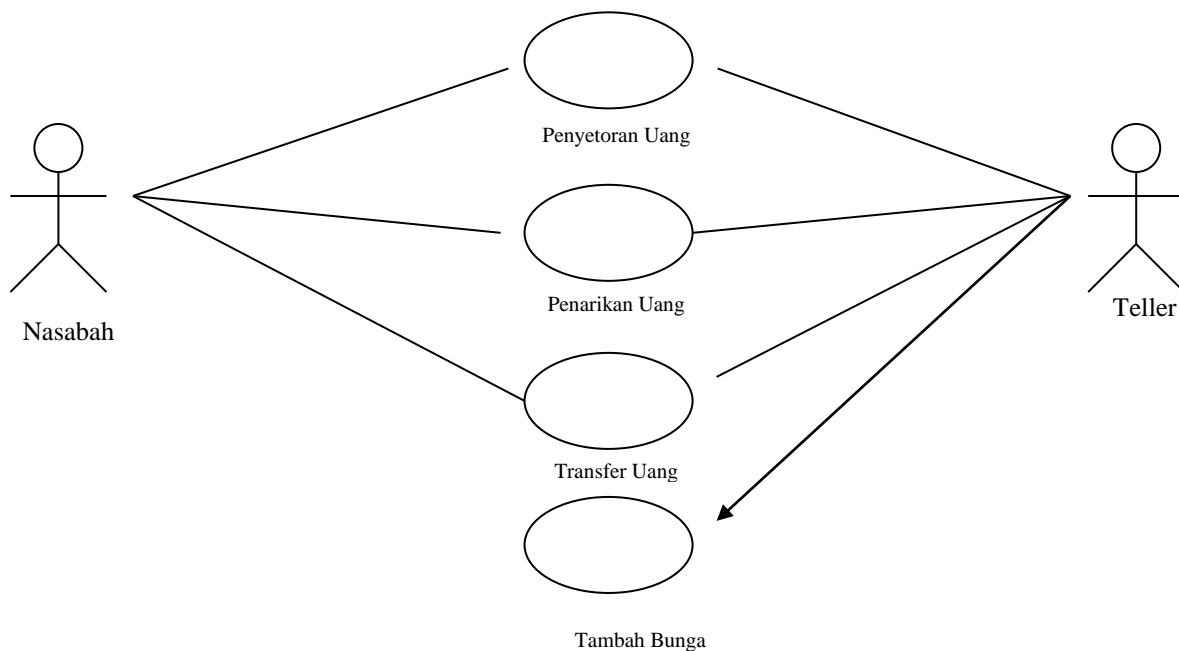 Penyetoran Uang
Nasabah
Penarikan Uang
Teller
Transfer Uang
Tambah Bunga